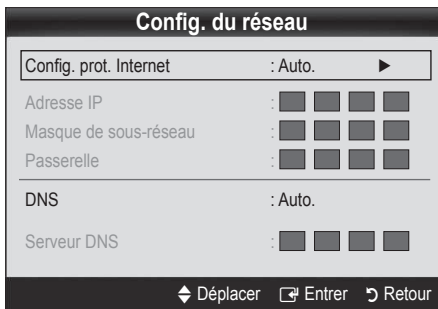 Config. du réseau
Config. prot. Internet : Auto. ►
Adresse IP :
Masque de sous-réseau :
Passerelle :
DNS : Auto.
Serveur DNS :
Déplacer Entrer Retour